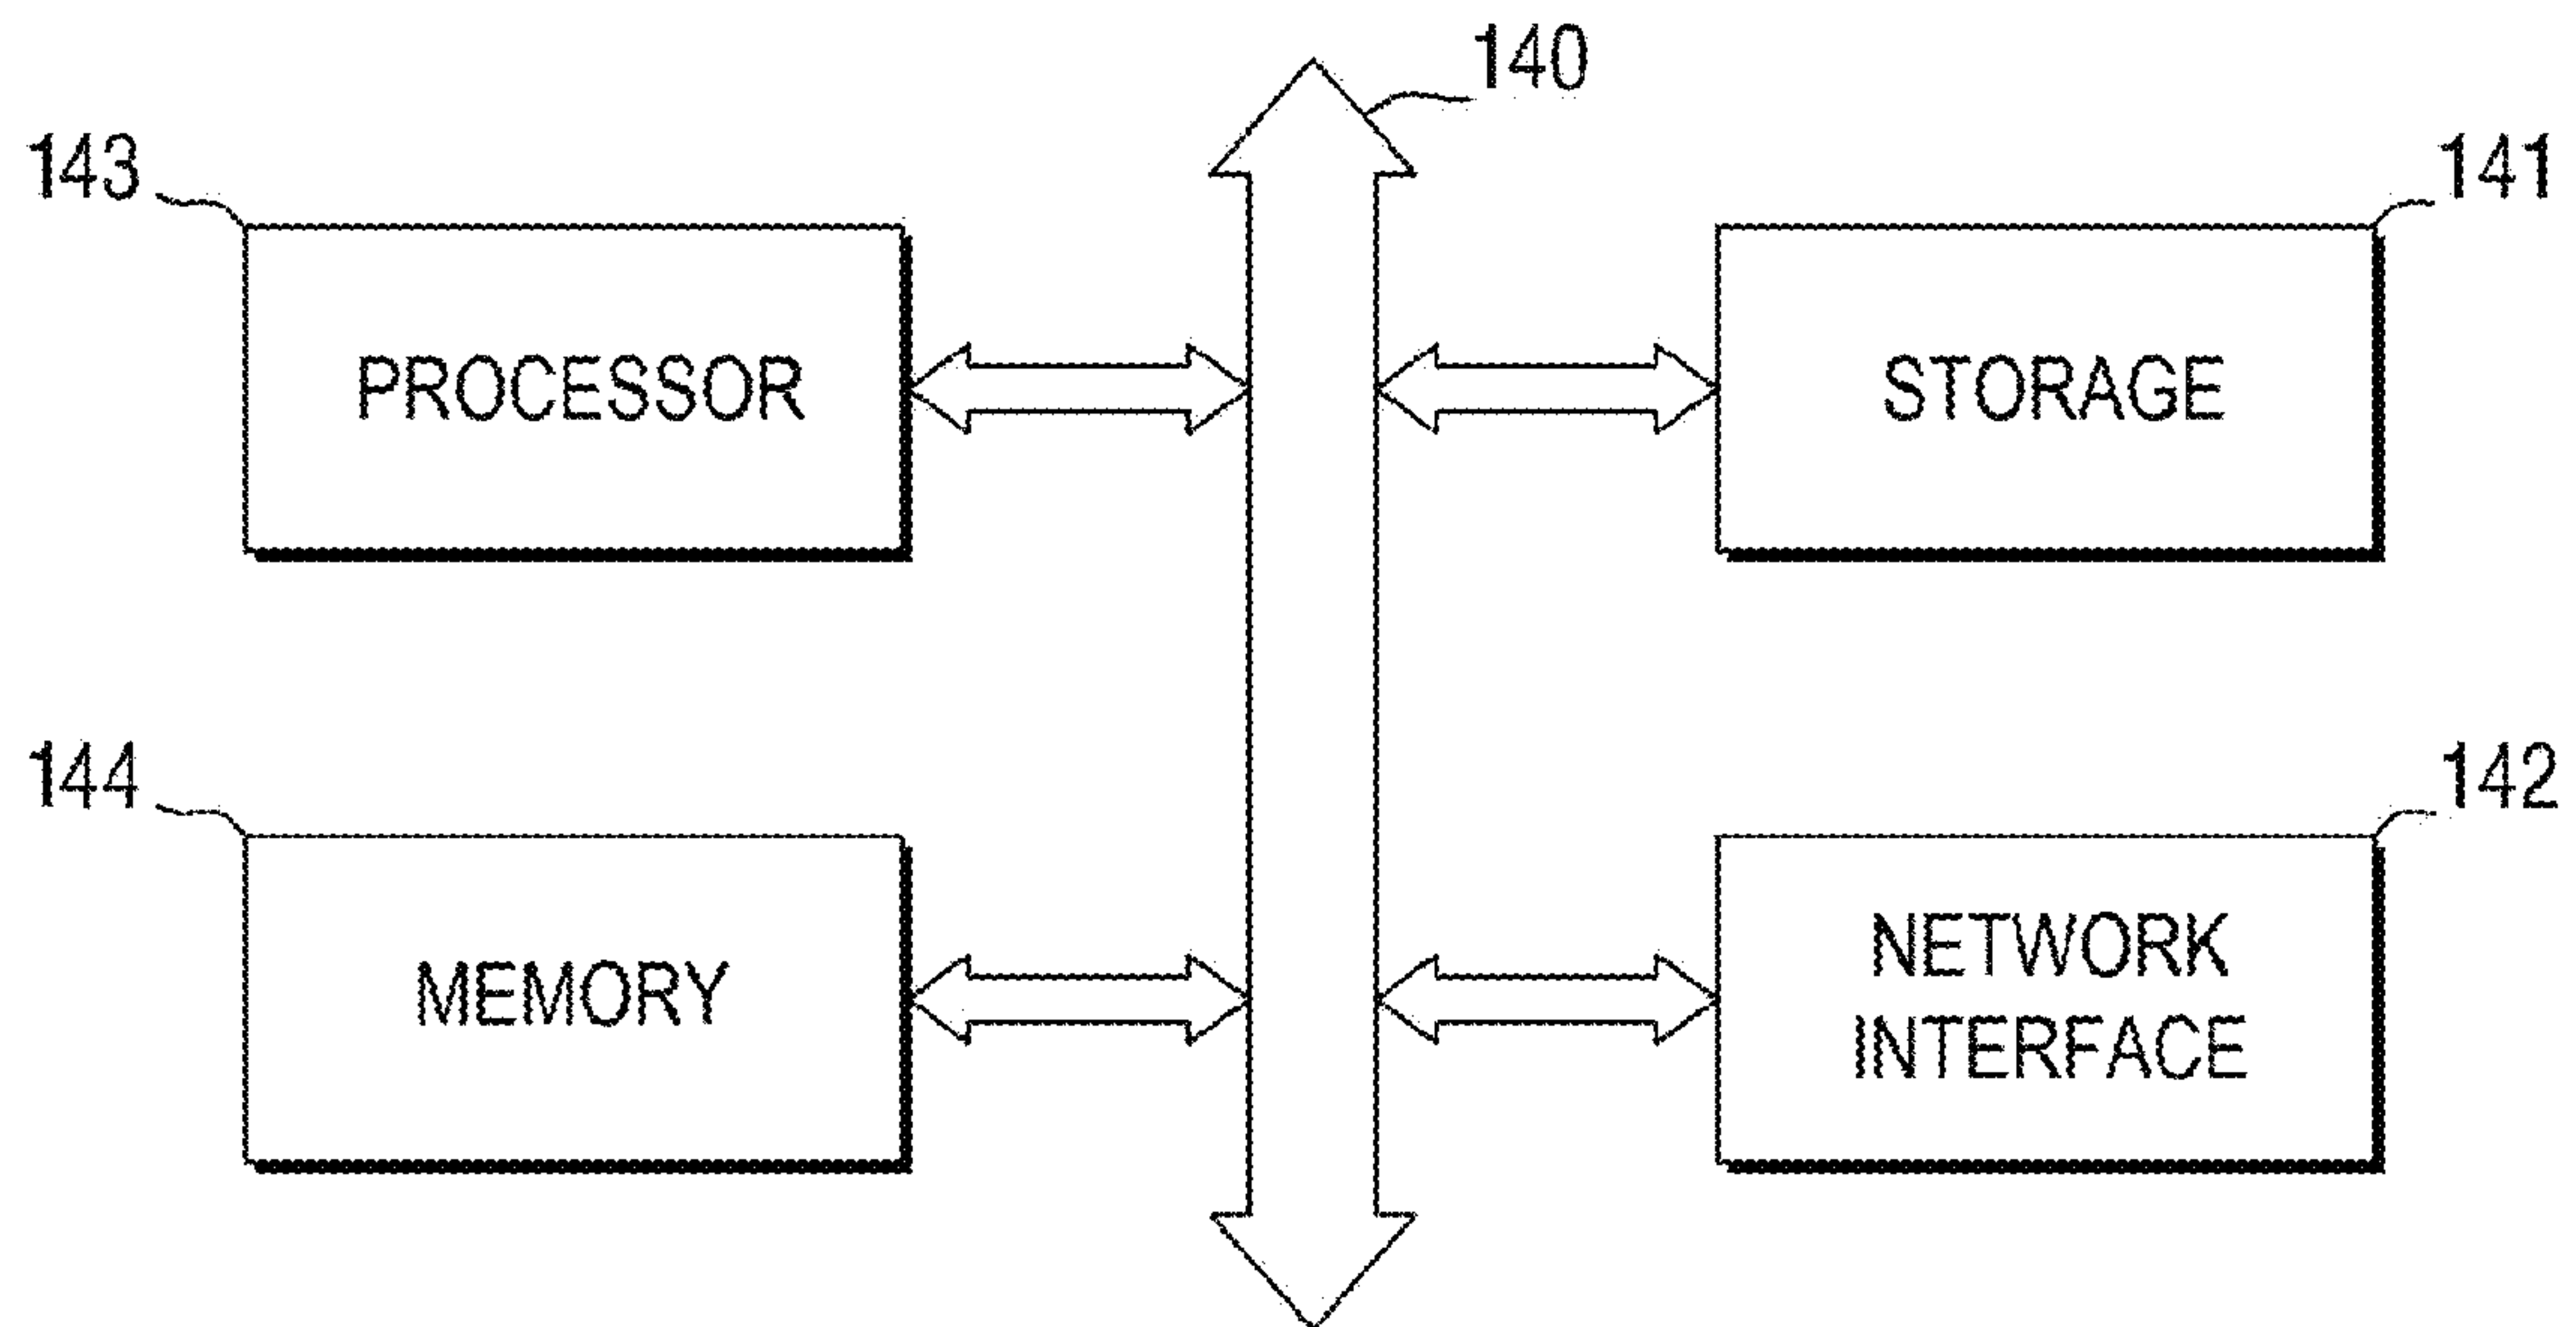 140
143
141
PROCESSOR
STORAGE
144
142
MEMORY
NETWORK
INTERFACE